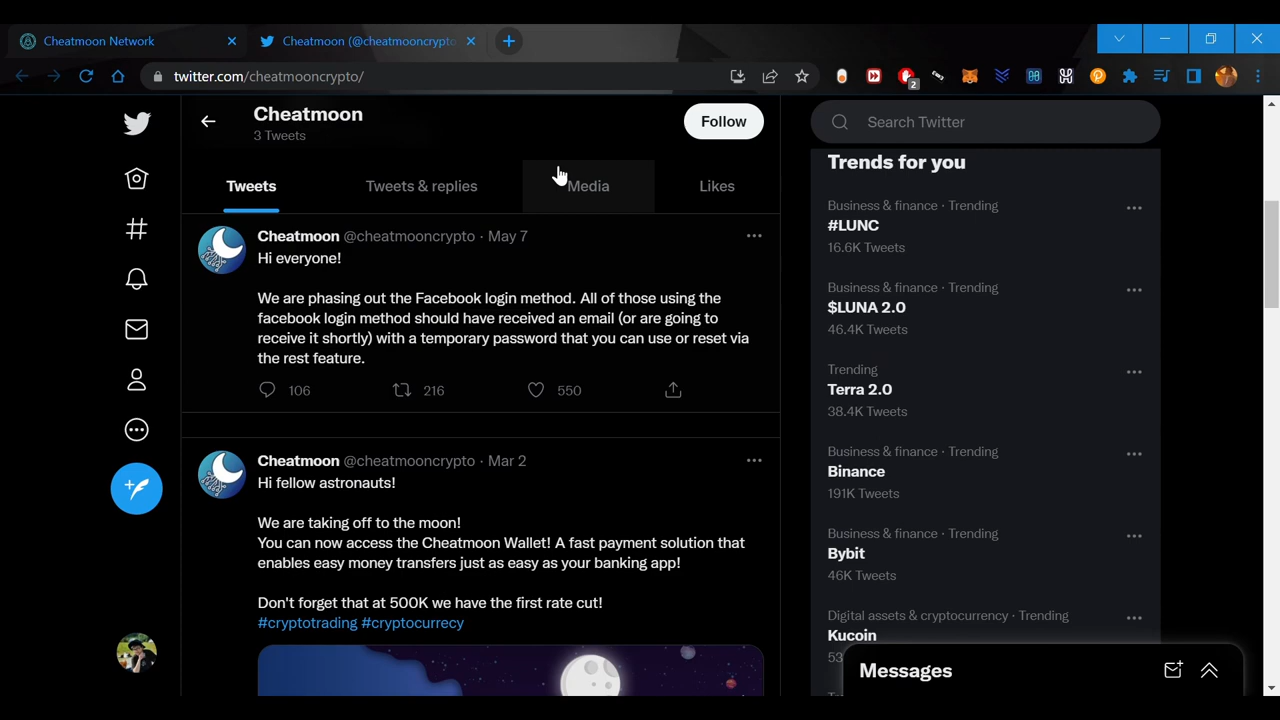 Cheatmoon Network
Cheatmoon (@cheatmooncrypto
twitter.com/cheatmooncrypto/
2
Cheatmoon
3 Tweets
Follow
Search Twitter
Tweets
Tweets & replies
Media
Likes
Cheatmoon @cheatmooncrypto · May 7
Hi everyone!
We are phasing out the Facebook login method. All of those using the
facebook login method should have received an email (or are going to
receive it shortly) with a temporary password that you can use or reset via
the rest feature.
106
216
550
Cheatmoon @cheatmooncrypto · Mar 2
Hi fellow astronauts!
We are taking off to the moon!
You can now access the Cheatmoon Wallet! A fast payment solution that
enables easy money transfers just as easy as your banking app!
Don't forget that at 500K we have the first rate cut!
#cryptotrading #cryptocurrecy
Trends for you
Business & finance · Trending
#LUNC
16.6K Tweets
Business & finance · Trending
$LUNA 2.0
46.4K Tweets
Trending
Terra 2.0
38.4K Tweets
Business & finance · Trending
Binance
191K Tweets
Business & finance · Trending
Bybit
46K Tweets
Digital assets & cryptocurrency · Trending
Kucoin
Messages